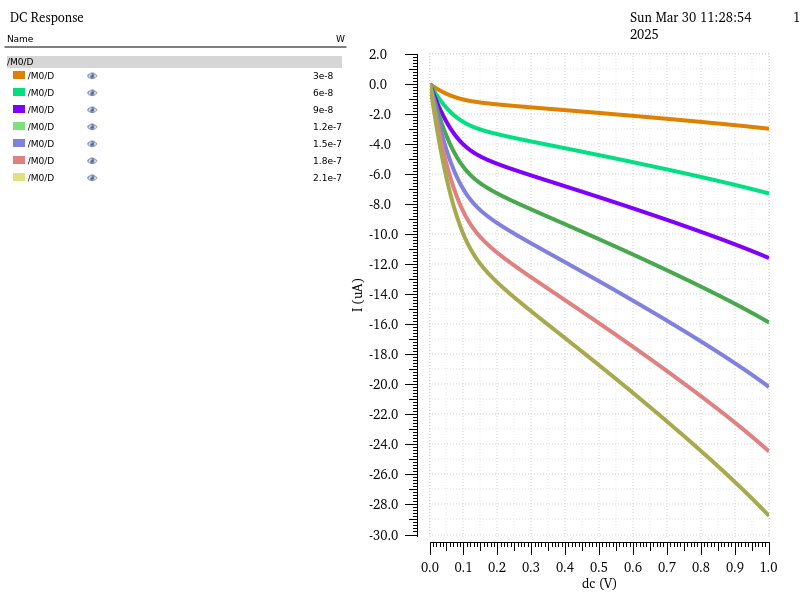 DC Response
Sun Mar 30 11:28:54 1
2025
Name W
/M0/D
/M0/D 3e-8
/M0/D 6e-8
/M0/D 9e-8
/M0/D 1.2e-7
/M0/D 1.5e-7
/M0/D 1.8e-7
/M0/D 2.1e-7
2.0
0.0
-2.0
-4.0
-6.0
-8.0
-10.0
-12.0
-14.0
-16.0
-18.0
-20.0
-22.0
-24.0
-26.0
-28.0
-30.0
I (uA)
0.0 0.1 0.2 0.3 0.4 0.5 0.6 0.7 0.8 0.9 1.0
dc (V)